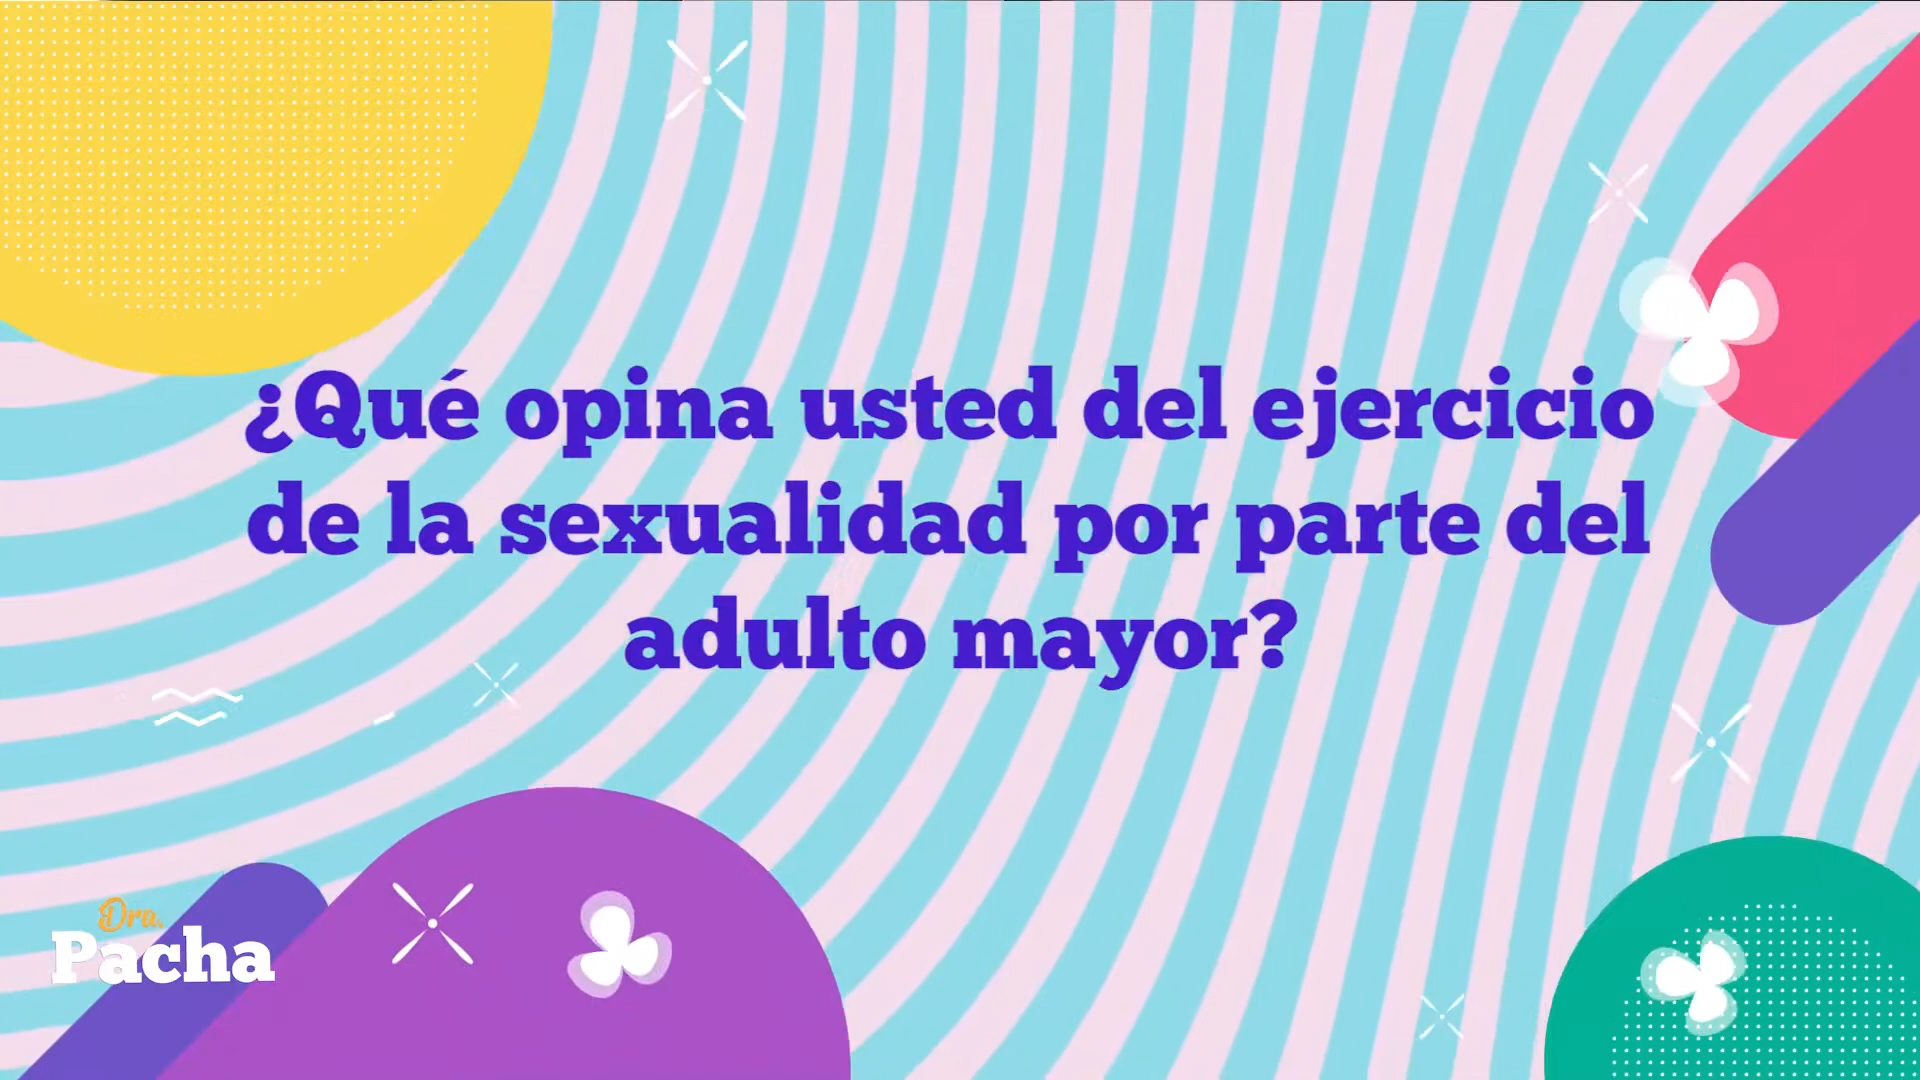 ¿Qué opina usted del ejercicio
de la sexualidad por parte del
adulto mayor?
Dra.
Pacha